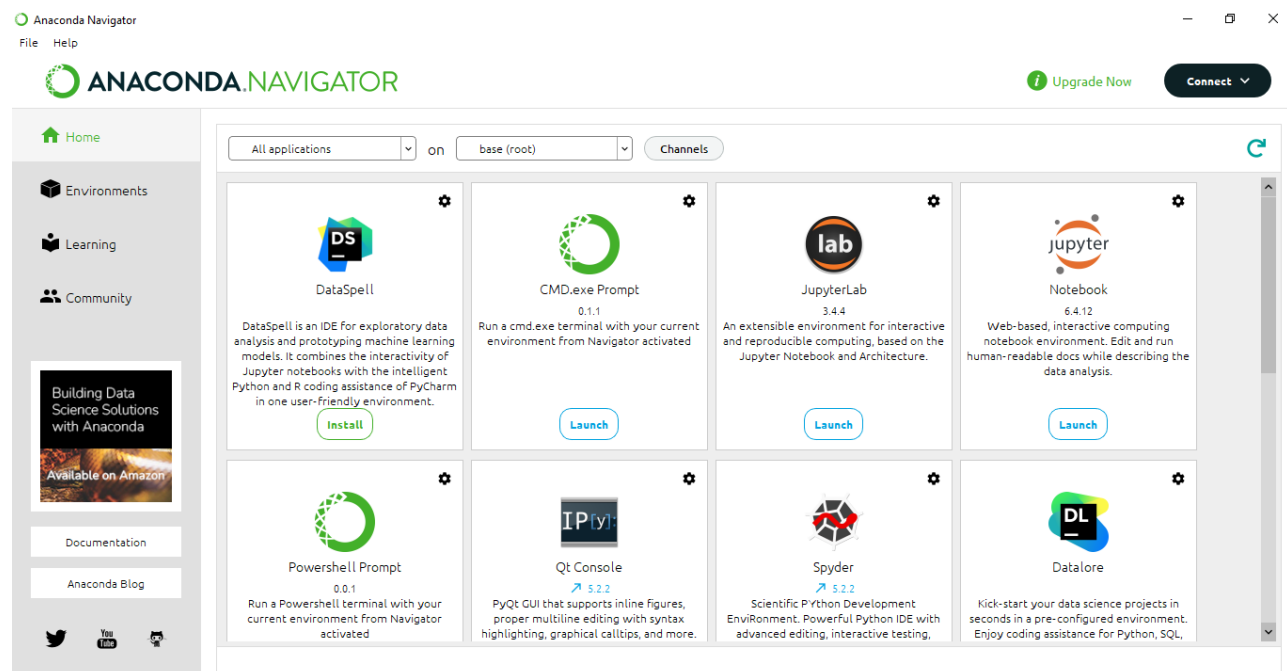 Anaconda Navigator
File Help
ANACONDA.NAVIGATOR
Upgrade Now
Connect
Home
Environments
Learning
Community
Building Data
Science Solutions
with Anaconda
Available on Amazon
Documentation
Anaconda Blog
You
Tube
All applications on base (root) Channels
DS
DataSpell
DataSpell is an IDE for exploratory data
analysis and prototyping machine learning
models. It combines the interactivity of
Jupyter notebooks with the intelligent
Python and R coding assistance of PyCharm
in one user-friendly environment.
Install
CMD.exe Prompt
0.1.1
Run a cmd.exe terminal with your current
environment from Navigator activated
Launch
lab
JupyterLab
3.4.4
An extensible environment for interactive
and reproducible computing, based on the
Jupyter Notebook and Architecture.
Launch
jupyter
Notebook
6.4.12
Web-based, interactive computing
notebook environment. Edit and run
human-readable docs while describing the
data analysis.
Launch
Powershell Prompt
0.0.1
Run a Powershell terminal with your
current environment from Navigator
activated
IP[y]:
Qt Console
5.2.2
PyQt GUI that supports inline figures,
proper multiline editing with syntax
highlighting, graphical calltips, and more.
Spyder
5.2.2
Scientific PYthon Development
EnviRonment. Powerful Python IDE with
advanced editing, interactive testing,
DL
Datalore
Kick-start your data science projects in
seconds in a pre-configured environment.
Enjoy coding assistance for Python, SQL,